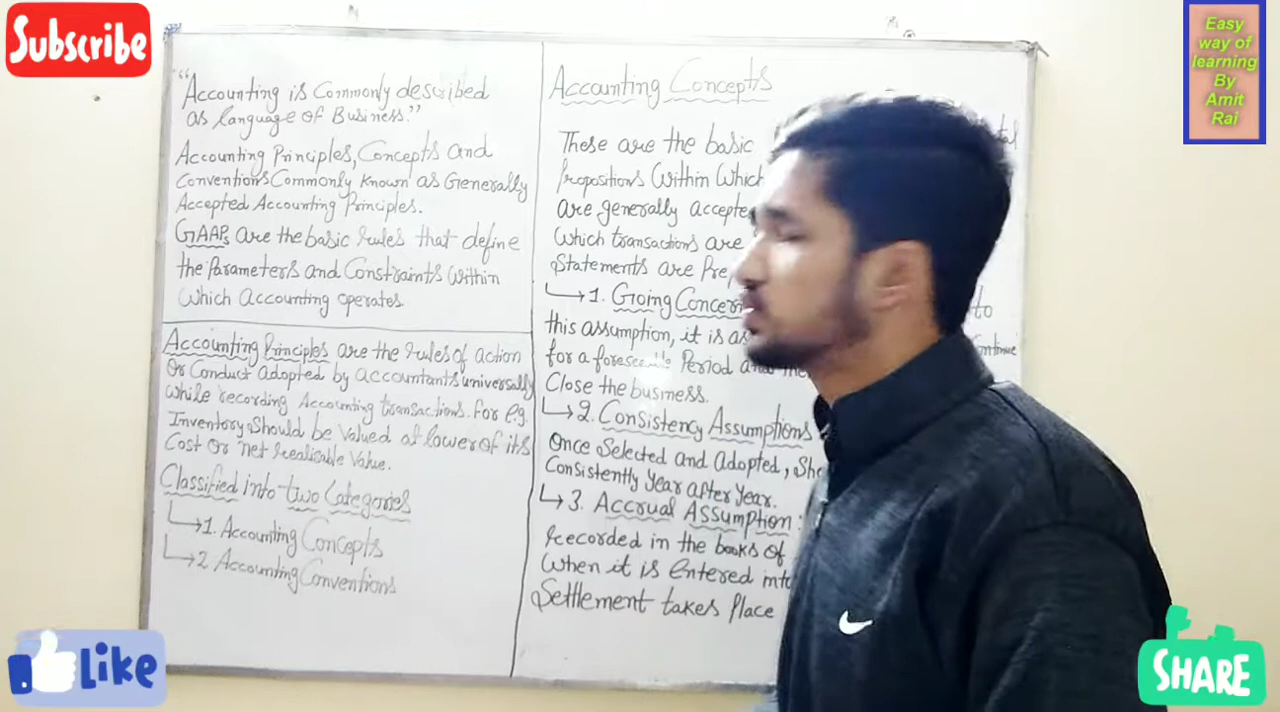 Subscribe
Easy
way of
learning
By
Amit
Rai
"Accounting is Commonly described
as language of Business."
Accounting Principles, Concepts and
Conventions Commonly known as Generally
Accepted Accounting Principles.
GAAPs are the basic rules that define
the Parameters and Constraints within
which accounting operates
Accounting Principles are the rules of action
Or Conduct adopted by accountants universally
while recording Accounting transactions. For e.g.
Inventory Should be valued at lower of its
Cost or net realisable value.
Classified into two Categories
1. Accounting Concepts
2 Accounting Conventions
Accounting Concepts
These are the basic
Propositions Within Which
are generally
Which transactions are
Statements are
1. Going
this assumption, it is to
for a Period
Close the business.
2. Consistency Assumptions
Once Selected and Adopted,
Consistently Year after Year.
3. Accrual Assumption:
recorded in the books of
When it is entered
Settlement takes Place
Like
SHARE